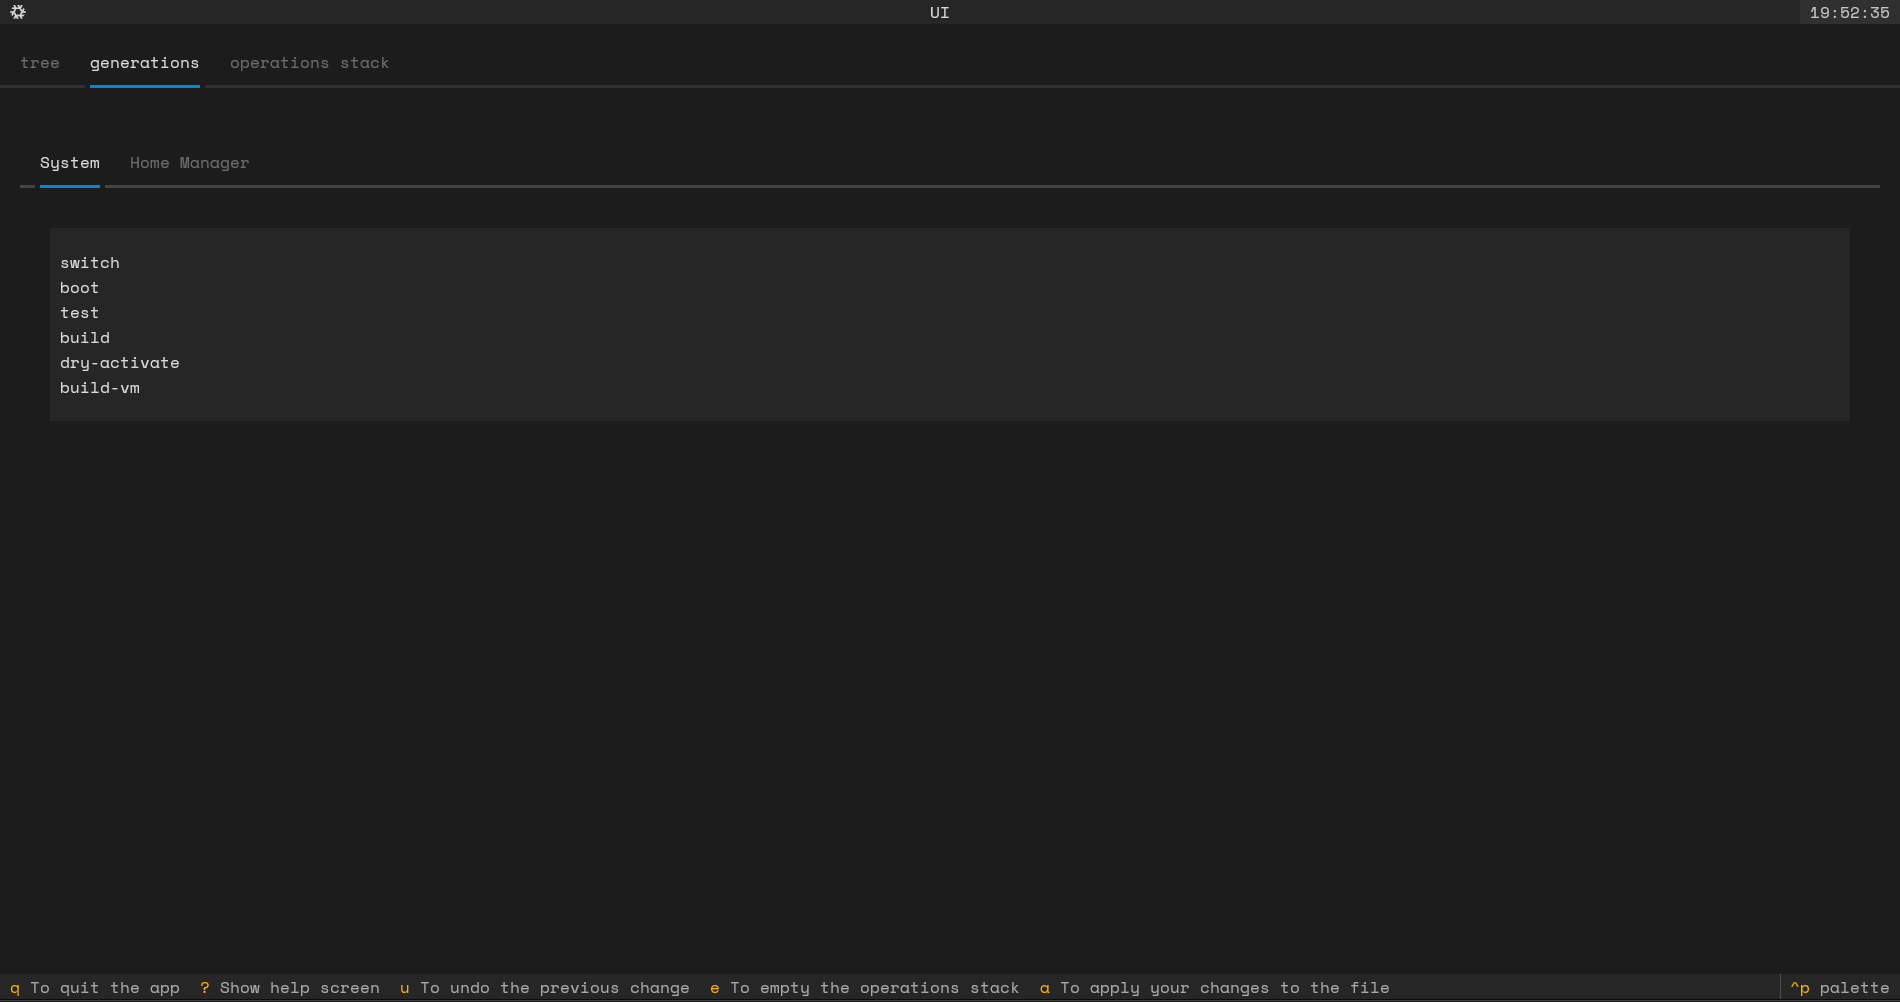 UI 19:52:35
tree generations operations stack
System Home Manager
switch
boot
test
build
dry-activate
build-vm
q To quit the app ? Show help screen u To undo the previous change e To empty the operations stack a To apply your changes to the file ^p palette